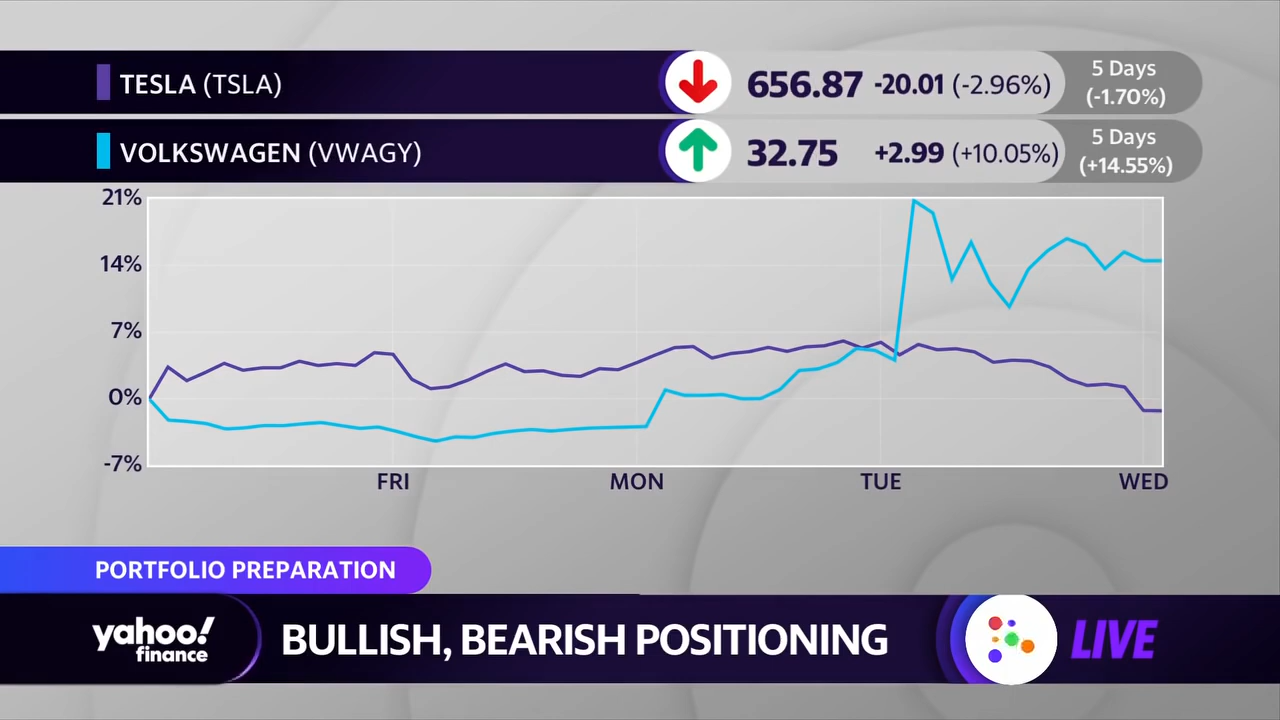 TESLA (TSLA) 656.87 -20.01 (-2.96%) 5 Days (-1.70%)
VOLKSWAGEN (VWAGY) 32.75 +2.99 (+10.05%) 5 Days (+14.55%)
21%
14%
7%
0%
-7%
FRI MON TUE WED
PORTFOLIO PREPARATION
yahoo!
finance
BULLISH, BEARISH POSITIONING
LIVE